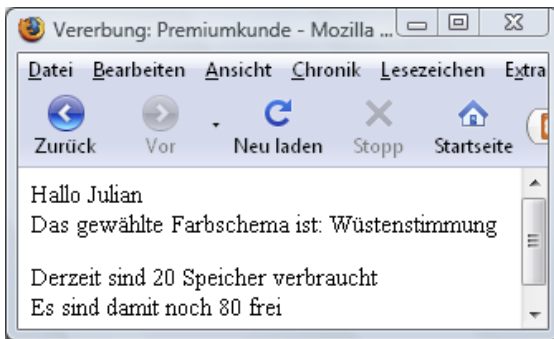 Vererbung: Premiumkunde - Mozilla ...
Datei Bearbeiten Ansicht Chronik Lesezeichen Extra
Zurück Vor Neu laden Stopp Startseite
Hallo Julian
Das gewählte Farbschema ist: Wüstenstimmung
Derzeit sind 20 Speicher verbraucht
Es sind damit noch 80 frei